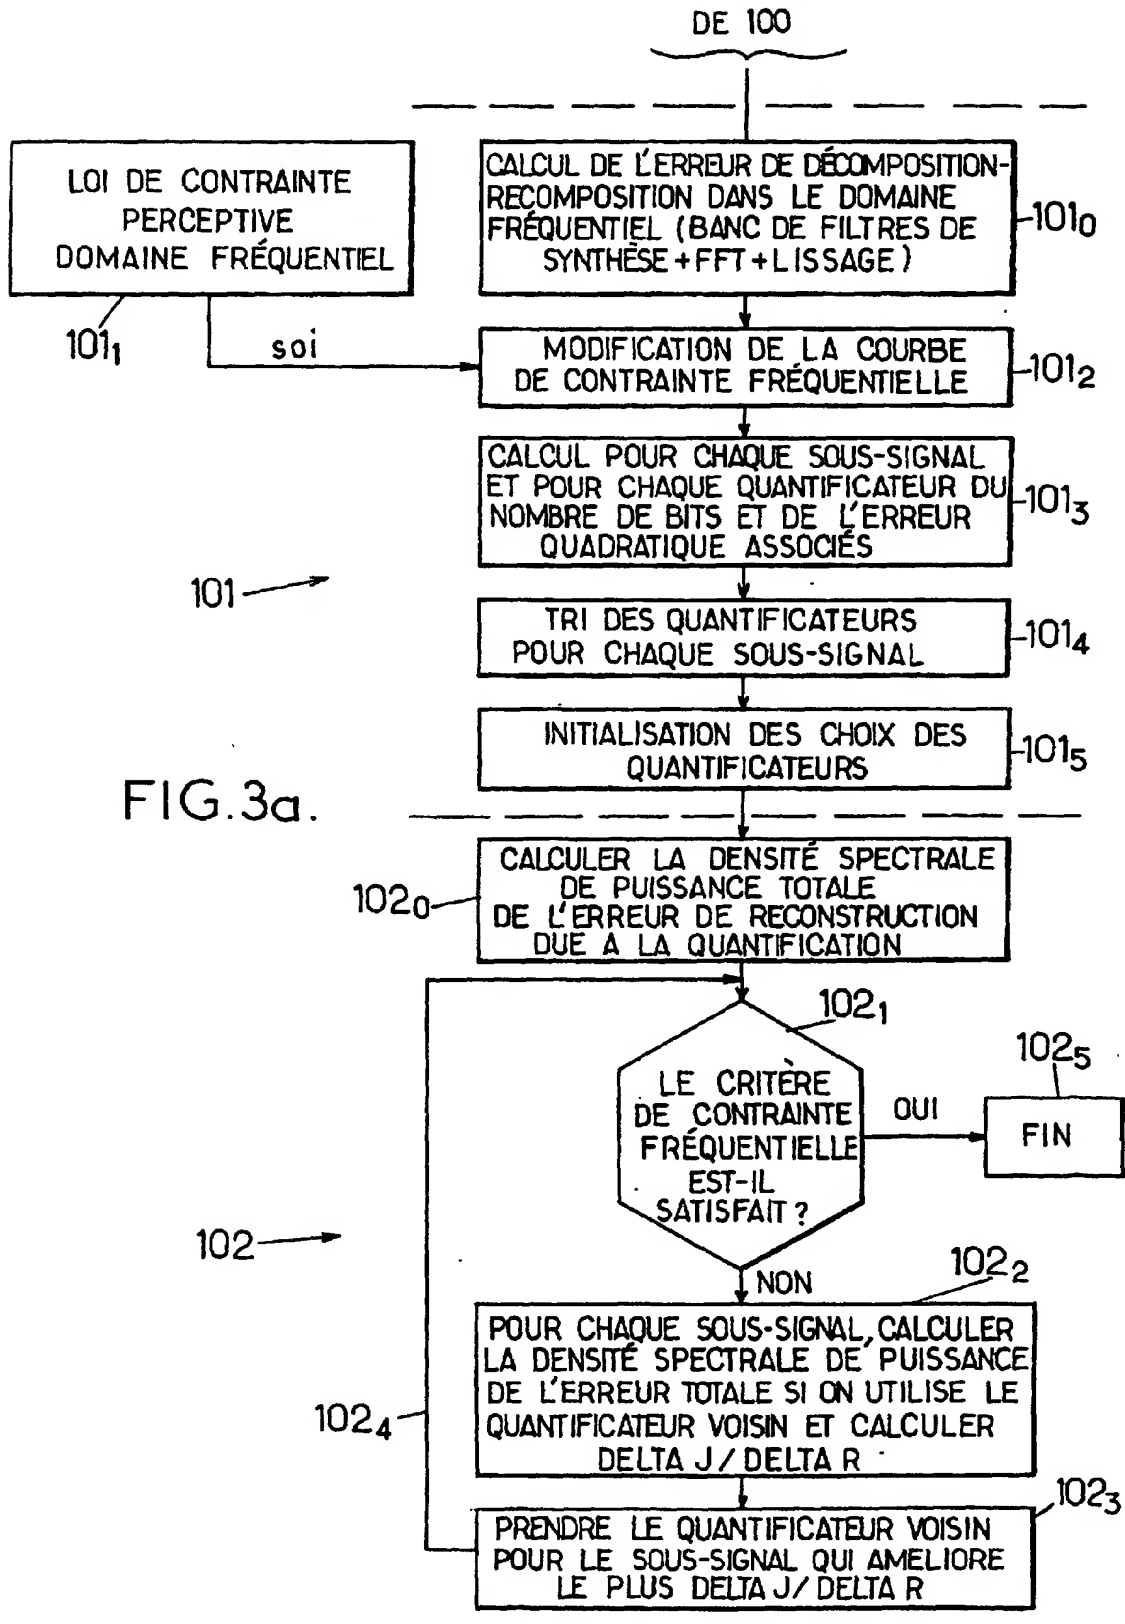 DE 100
LOI DE CONTRAINTE
PERCEPTIVE
DOMAINE FRÉQUENTIEL
101₁
soi
CALCUL DE L'ERREUR DE DÉCOMPOSITION-
RECOMPOSITION DANS LE DOMAINE
FRÉQUENTIEL (BANC DE FILTRES DE
SYNTHÈSE+FFT+LISSAGE)
101₀
MODIFICATION DE LA COURBE
DE CONTRAINTE FRÉQUENTIELLE
101₂
CALCUL POUR CHAQUE SOUS-SIGNAL
ET POUR CHAQUE QUANTIFICATEUR DU
NOMBRE DE BITS ET DE L'ERREUR
QUADRATIQUE ASSOCIÉS
101₃
101
TRI DES QUANTIFICATEURS
POUR CHAQUE SOUS-SIGNAL
101₄
INITIALISATION DES CHOIX DES
QUANTIFICATEURS
101₅
FIG.3a.
CALCULER LA DENSITÉ SPECTRALE
DE PUISSANCE TOTALE
DE L'ERREUR DE RECONSTRUCTION
DUE A LA QUANTIFICATION
102₀
102₁
LE CRITÈRE
DE CONTRAINTE
FRÉQUENTIELLE
EST-IL
SATISFAIT ?
OUI
102₅
FIN
102
NON
102₂
POUR CHAQUE SOUS-SIGNAL, CALCULER
LA DENSITÉ SPECTRALE DE PUISSANCE
DE L'ERREUR TOTALE SI ON UTILISE LE
QUANTIFICATEUR VOISIN ET CALCULER
DELTA J / DELTA R
102₄
102₃
PRENDRE LE QUANTIFICATEUR VOISIN
POUR LE SOUS-SIGNAL QUI AMELIORE
LE PLUS DELTA J / DELTA R